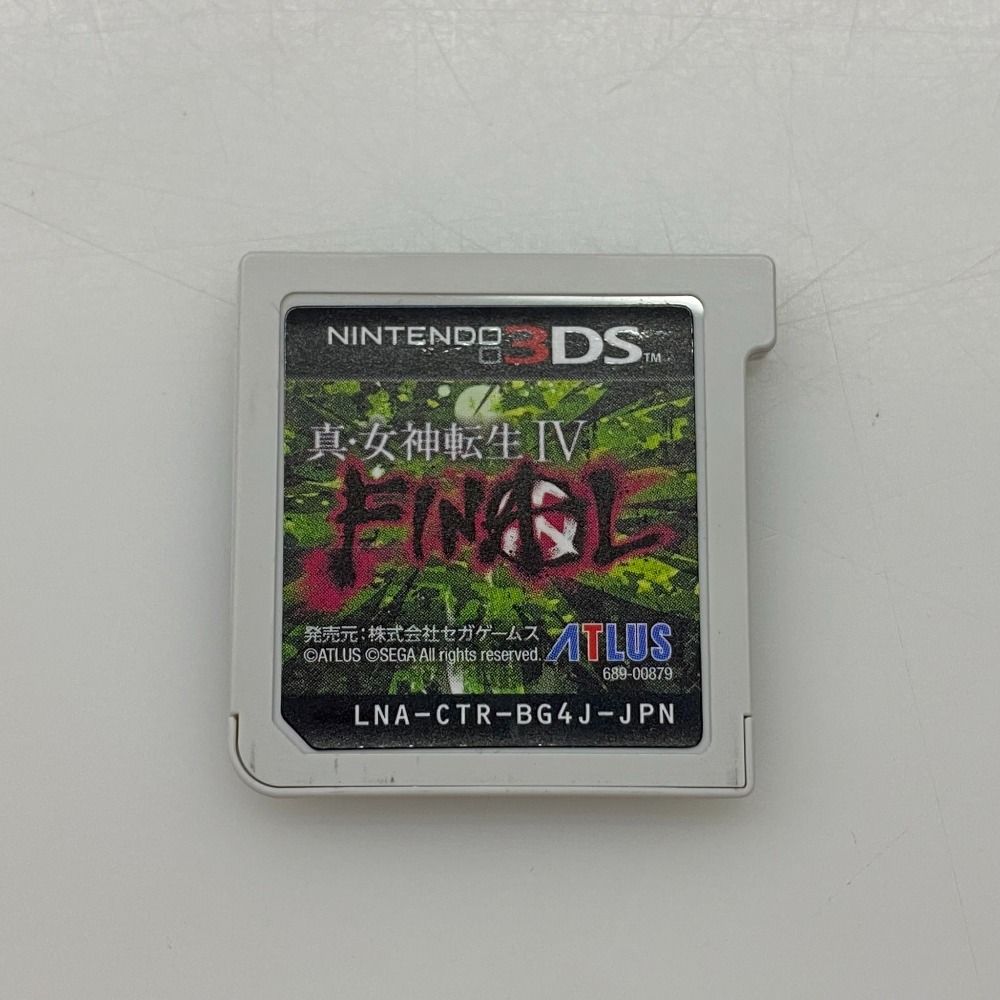 NINTENDO 3DS™
真・女神転生 IV
FINAL
発売元:株式会社セガゲームス
©ATLUS ©SEGA All rights reserved.
ATLUS
689-00879
LNA-CTR-BG4J-JPN